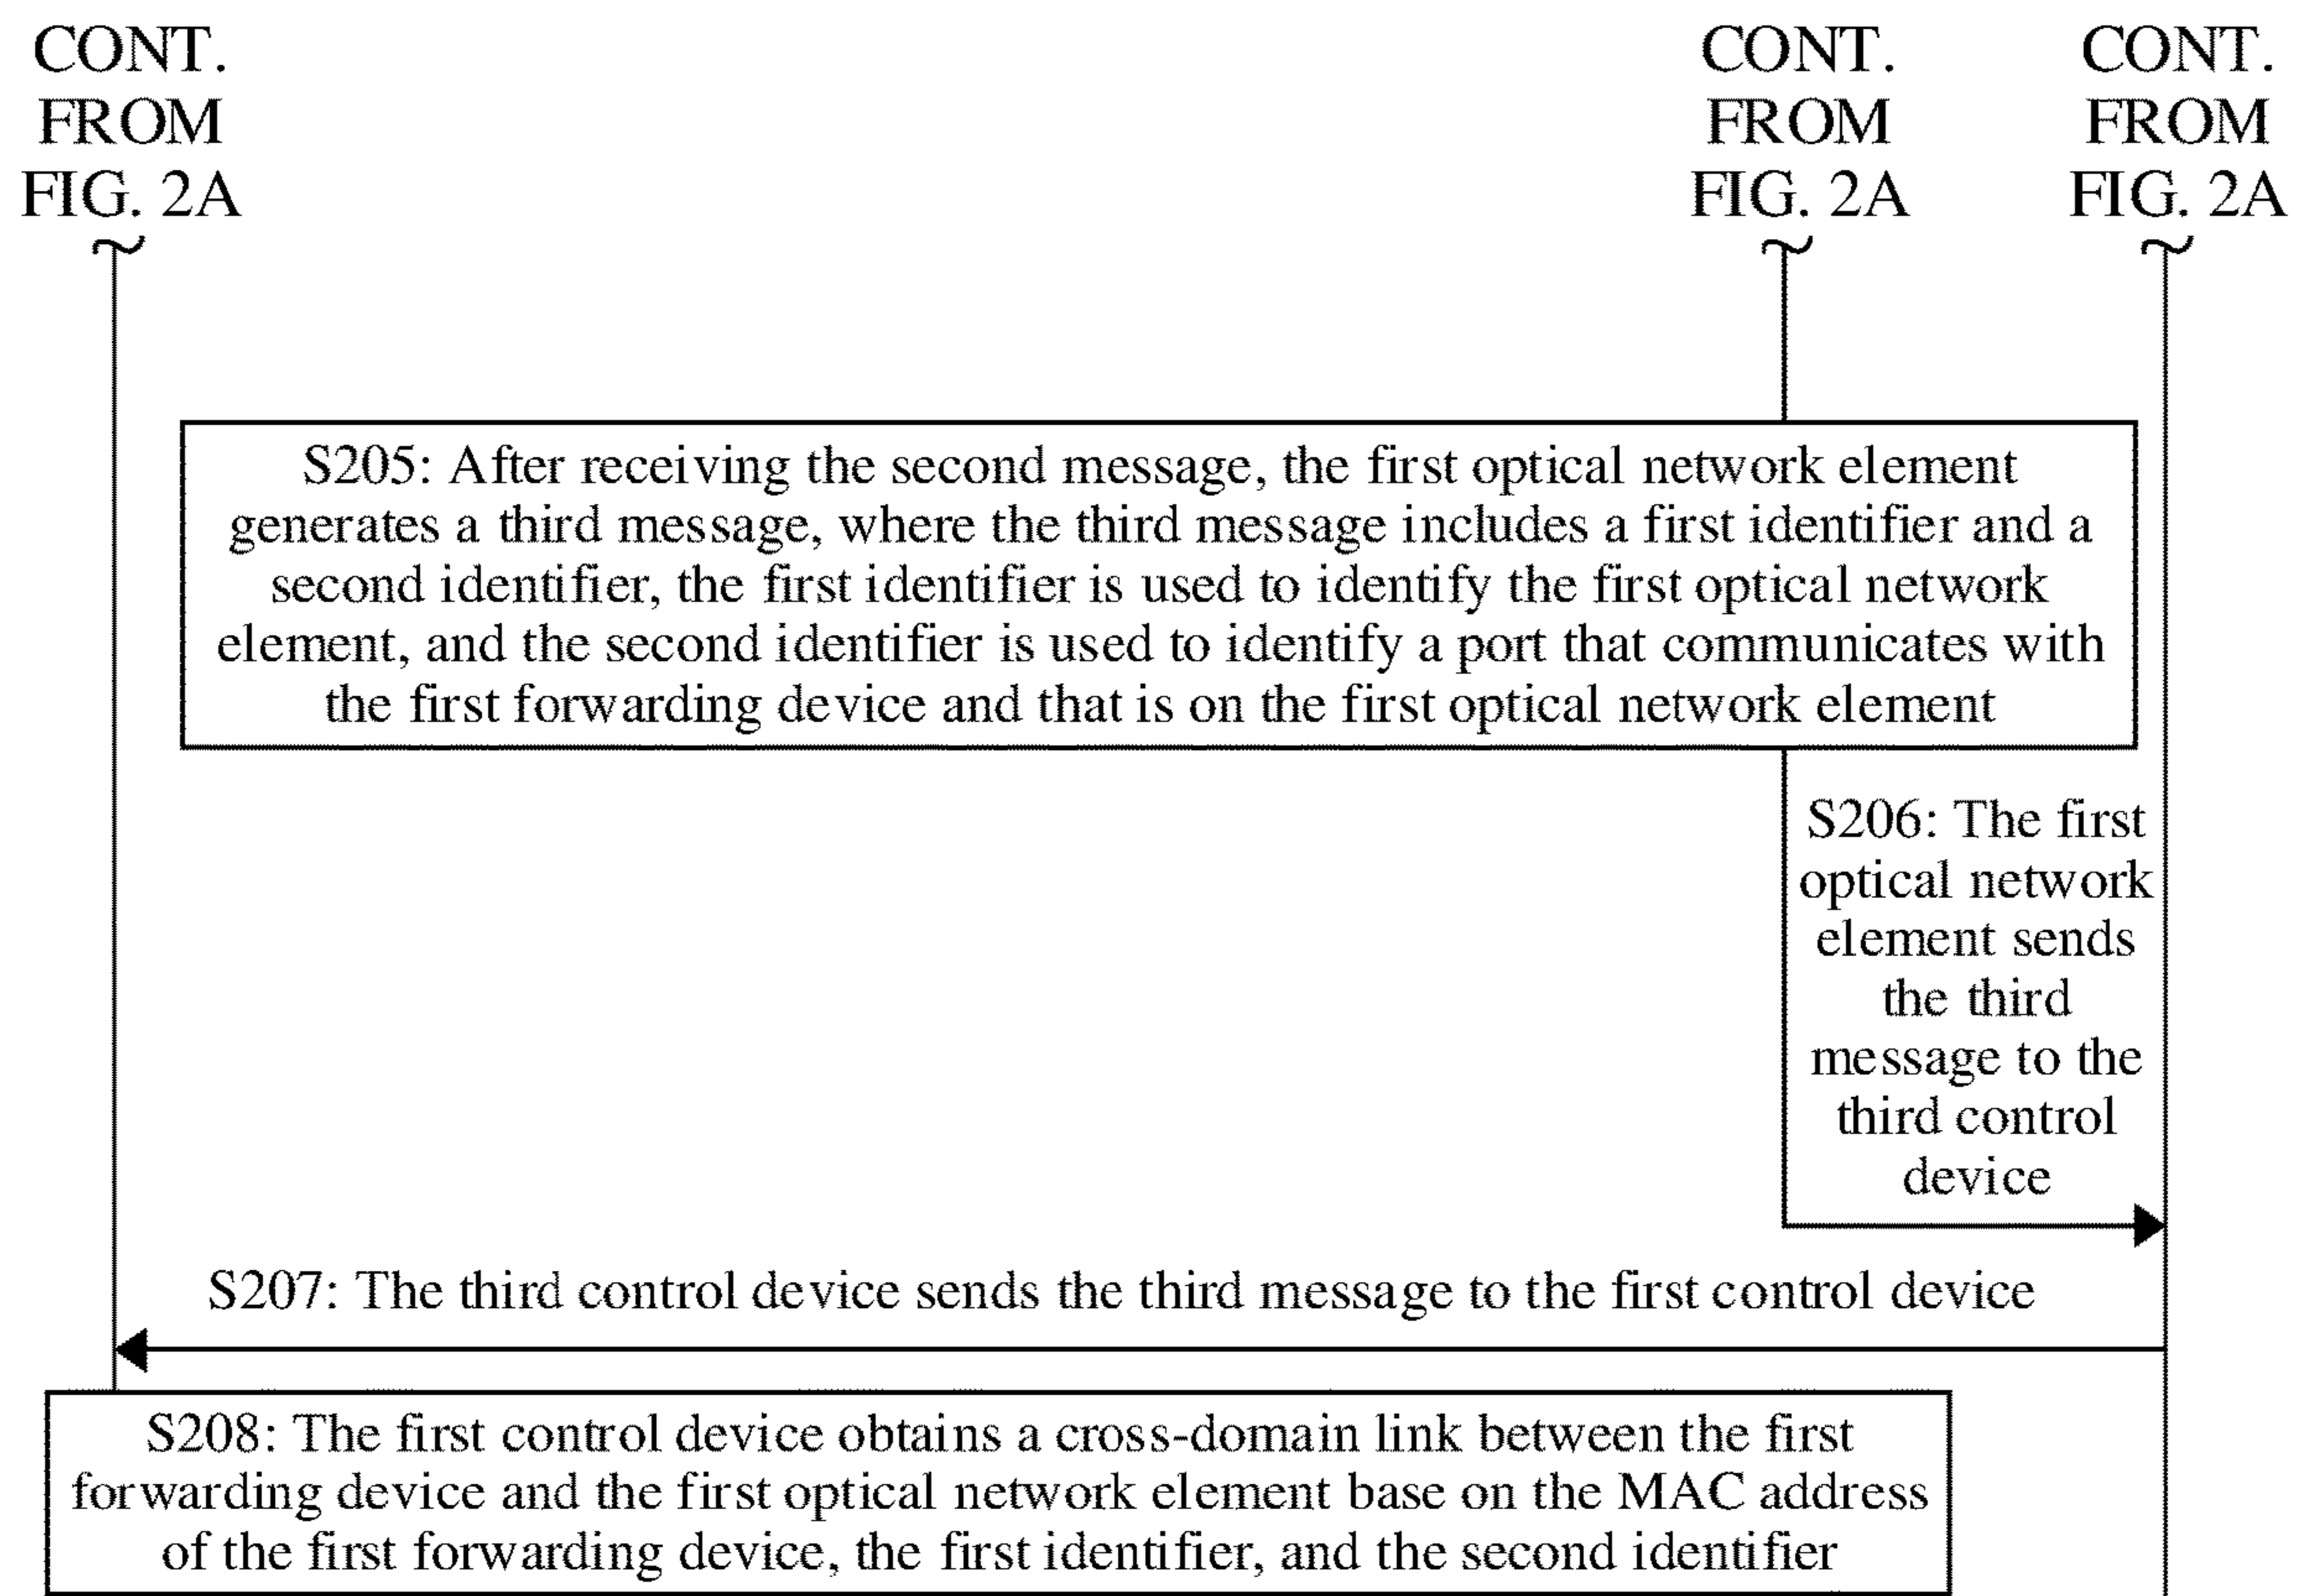 CONT.
FROM
FIG. 2A
CONT.
FROM
FIG. 2A
CONT.
FROM
FIG. 2A
S205: After receiving the second message, the first optical network element
generates a third message, where the third message includes a first identifier and a
second identifier, the first identifier is used to identify the first optical network
element, and the second identifier is used to identify a port that communicates with
the first forwarding device and that is on the first optical network element
S206: The first
optical network
element sends
the third
message to the
third control
device
S207: The third control device sends the third message to the first control device
S208: The first control device obtains a cross-domain link between the first
forwarding device and the first optical network element base on the MAC address
of the first forwarding device, the first identifier, and the second identifier